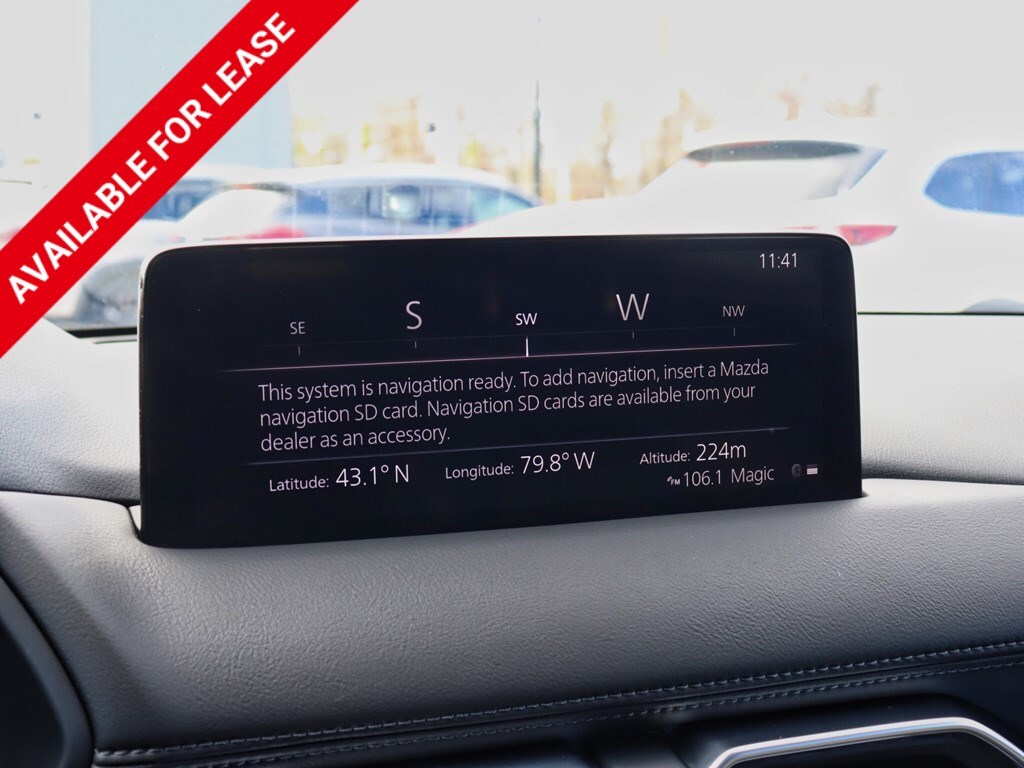 AVAILABLE FOR LEASE
11:41
SE S SW W NW
This system is navigation ready. To add navigation, insert a Mazda
navigation SD card. Navigation SD cards are available from your
dealer as an accessory.
Latitude: 43.1° N Longitude: 79.8° W Altitude: 224m
FM 106.1 Magic